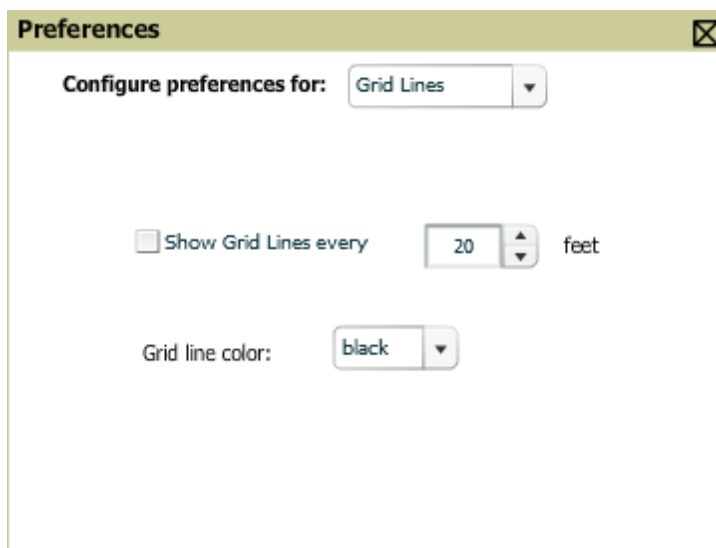 Preferences
Configure preferences for: Grid Lines
Show Grid Lines every 20 feet
Grid line color: black